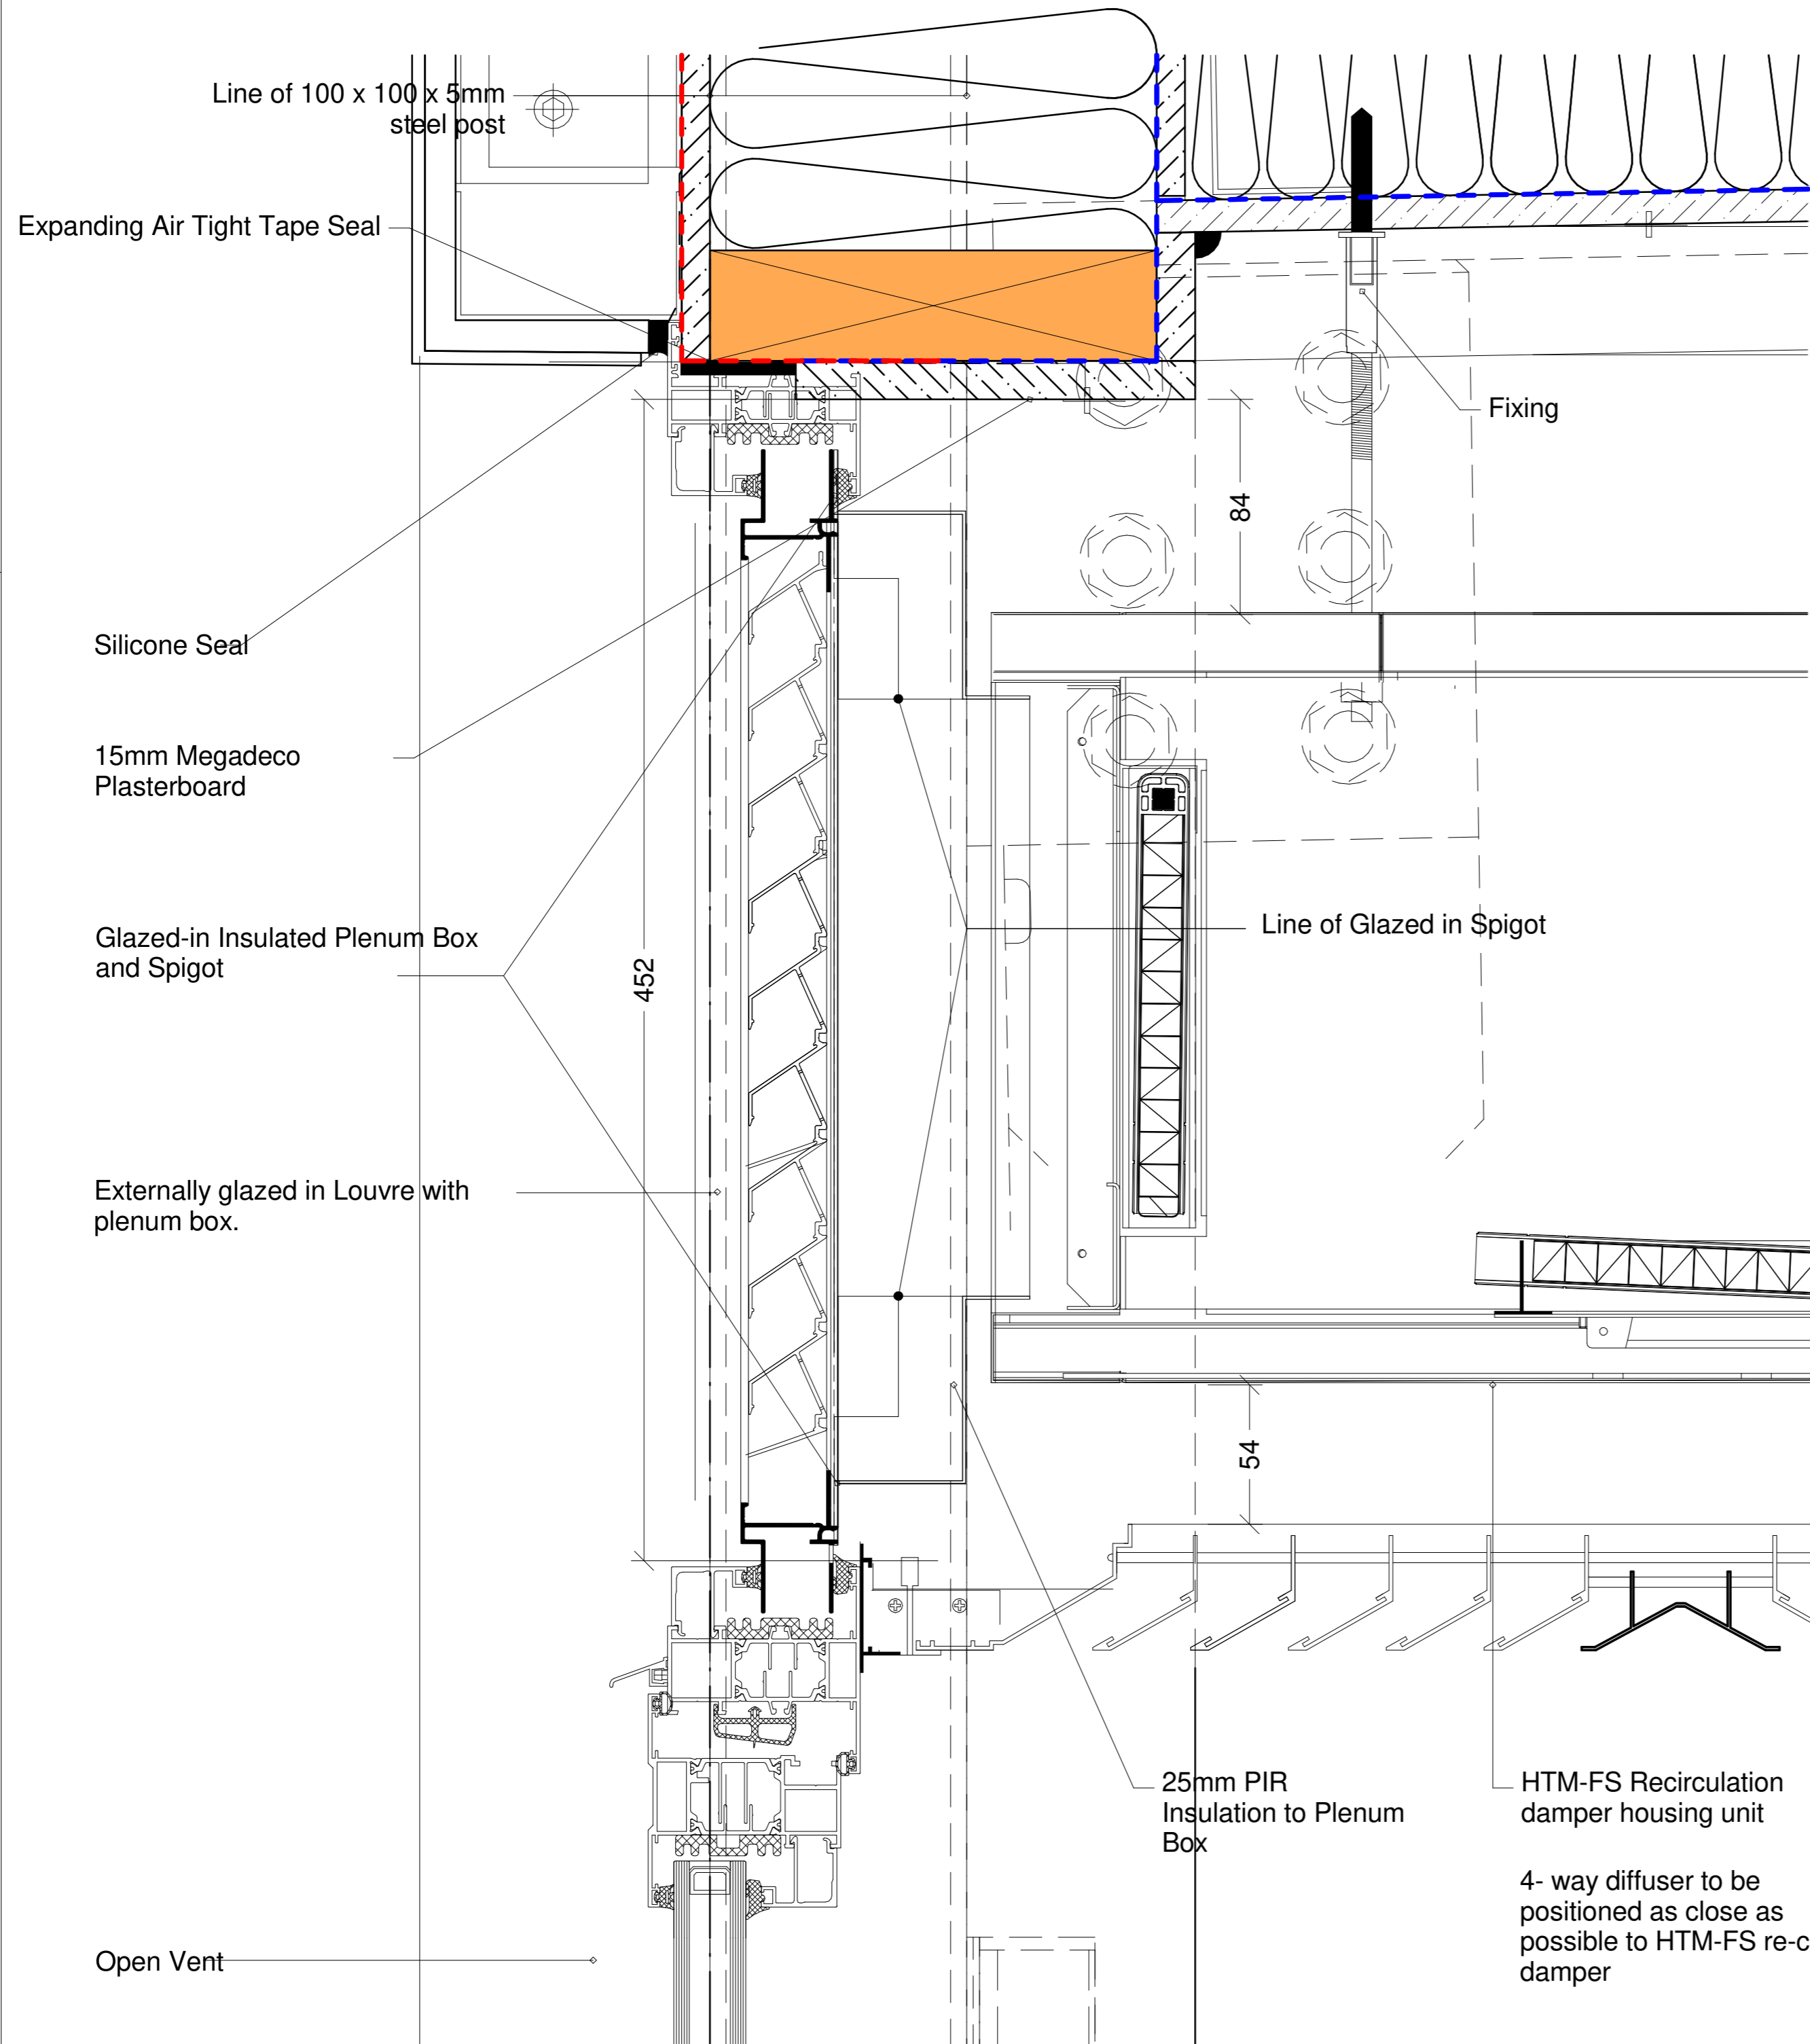 Line of 100 x 100 x 5mm
steel post
Expanding Air Tight Tape Seal
Fixing
84
Silicone Seal
15mm Megadeco
Plasterboard
Glazed-in Insulated Plenum Box
and Spigot
Line of Glazed in Spigot
452
Externally glazed in Louvre with
plenum box.
54
25mm PIR
Insulation to Plenum
Box
HTM-FS Recirculation
damper housing unit
4- way diffuser to be
positioned as close as
possible to HTM-FS re-c
damper
Open Vent